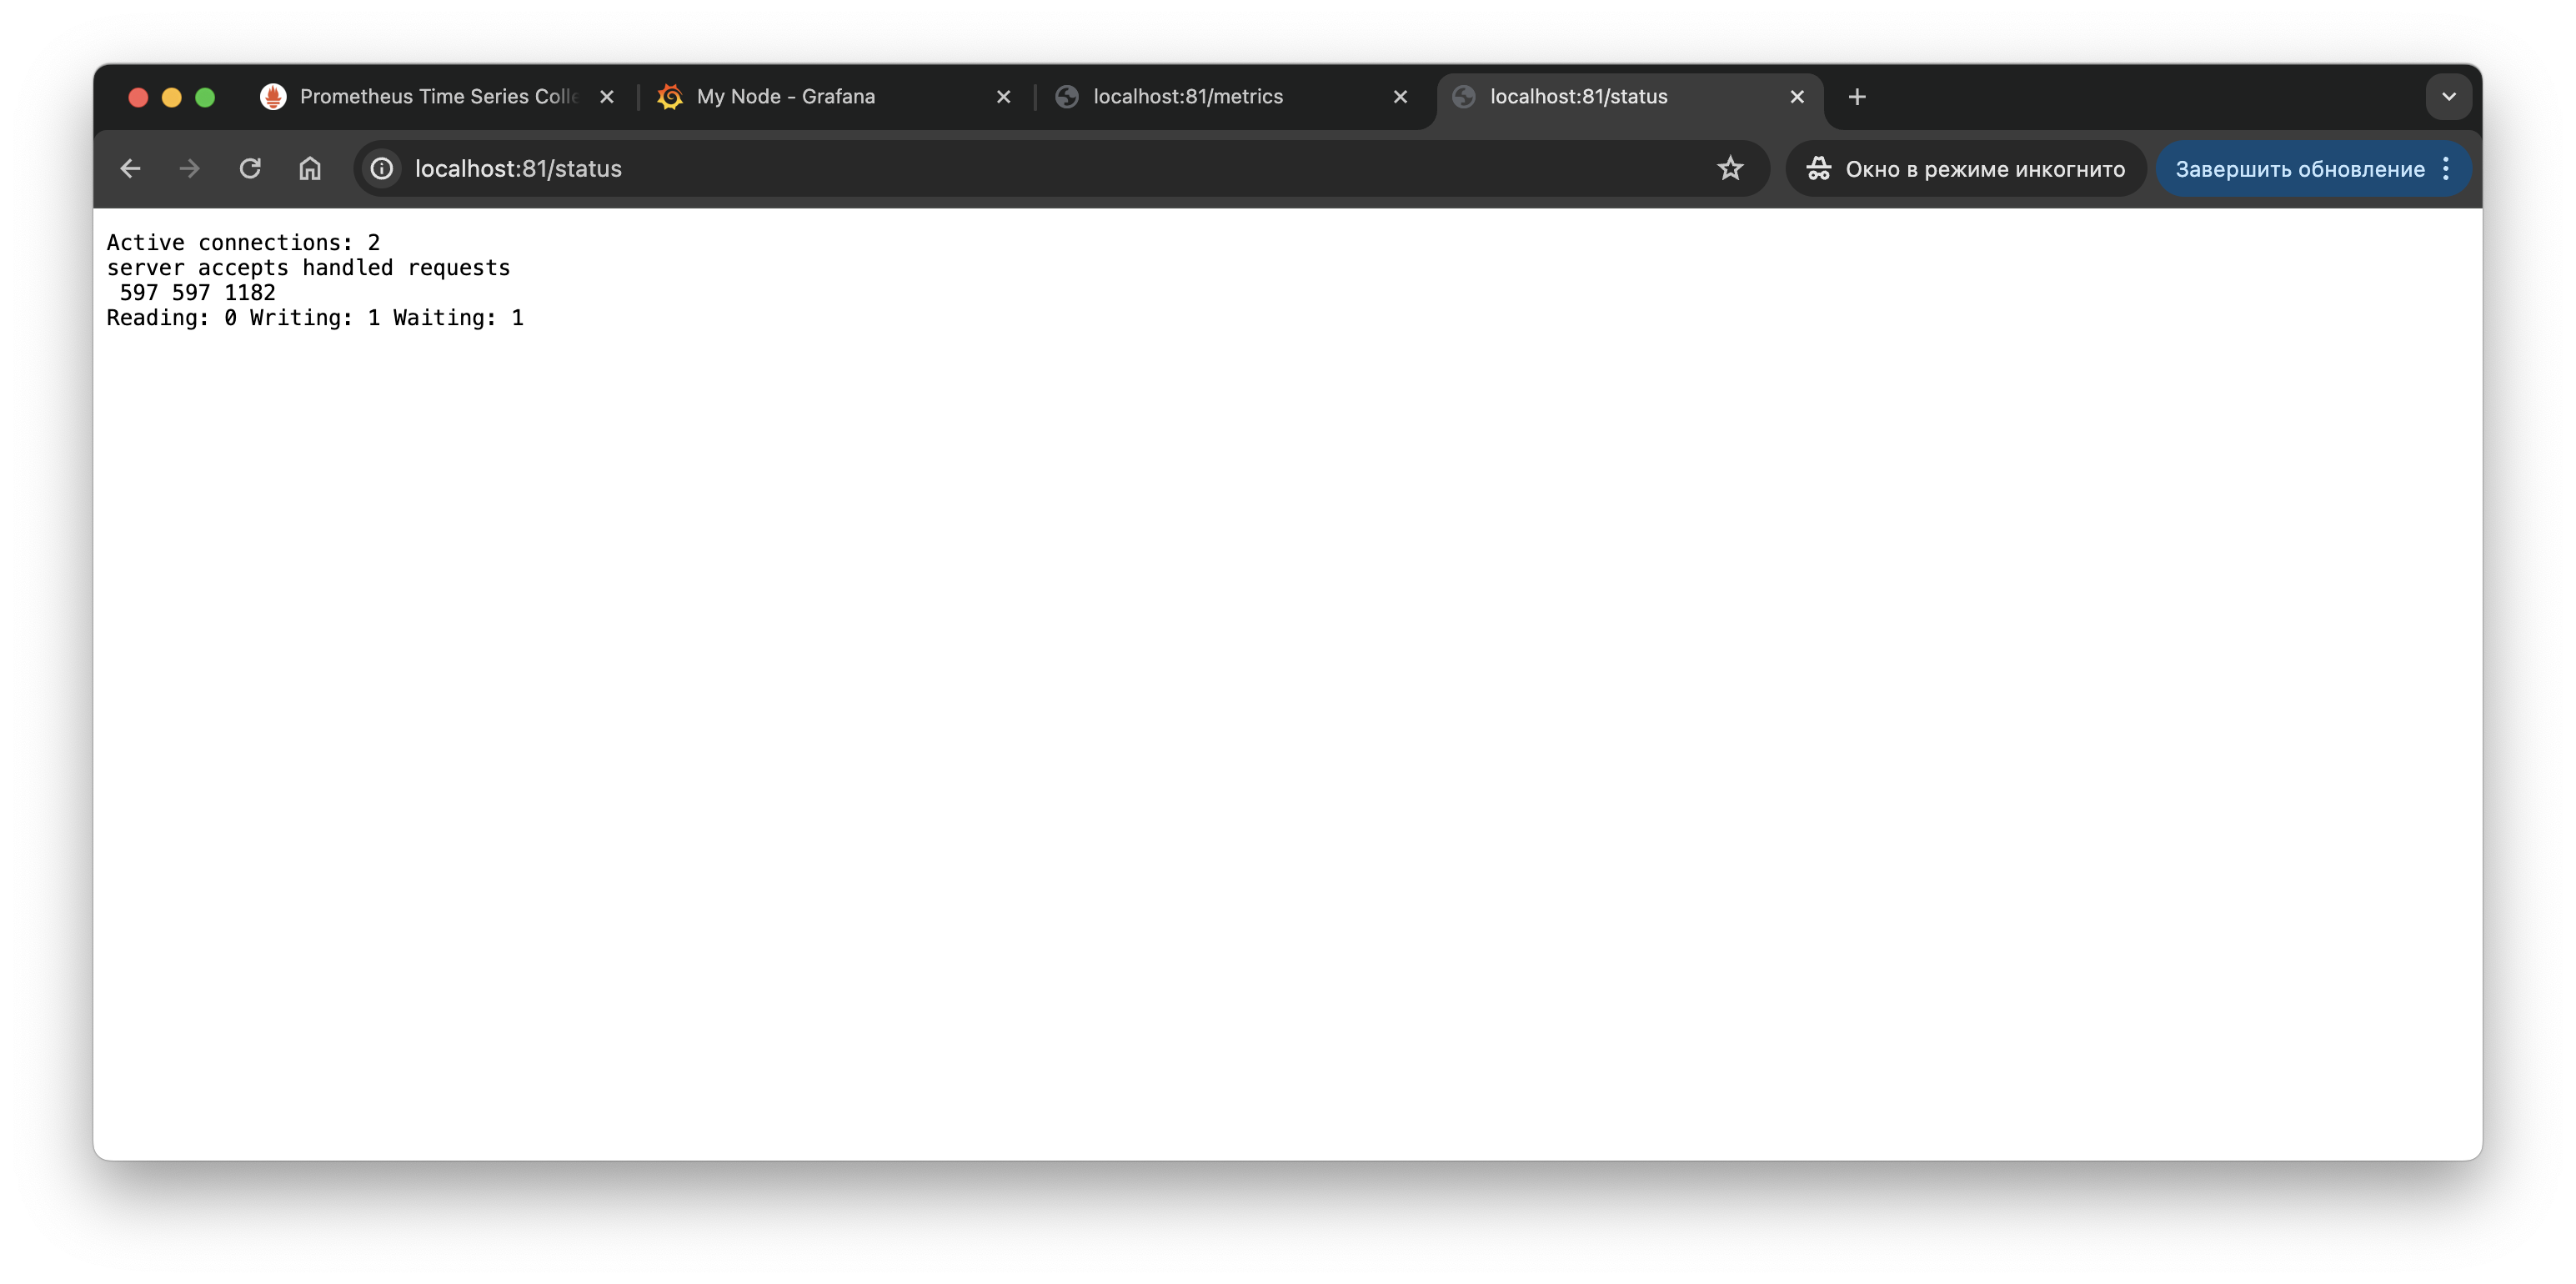 Prometheus Time Series Colle
My Node - Grafana
localhost:81/metrics
localhost:81/status
localhost:81/status
Окно в режиме инкогнито
Завершить обновление
Active connections: 2
server accepts handled requests
597 597 1182
Reading: 0 Writing: 1 Waiting: 1